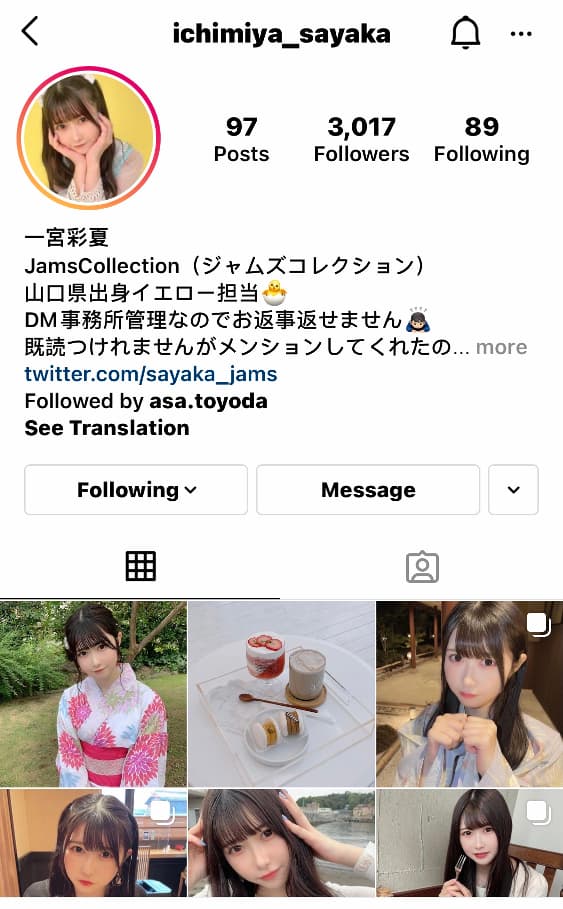 ichimiya_sayaka
97
Posts
3,017
Followers
89
Following
一宮彩夏
JamsCollection（ジャムズコレクション）
山口県出身イエロー担当🐣
DM事務所管理なのでお返事返せません🙇🏻‍♀️
既読つけれませんがメンションしてくれたの... more
twitter.com/sayaka_jams
Followed by asa.toyoda
See Translation
Following
Message